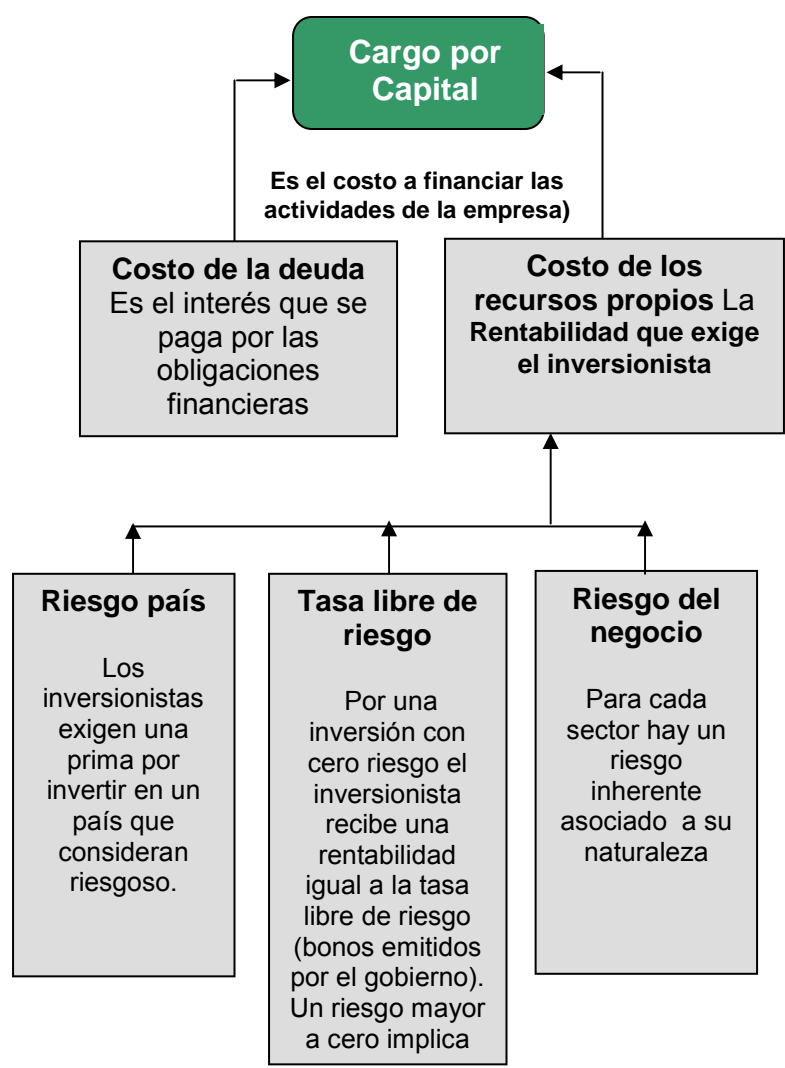 Cargo por
Capital
Es el costo a financiar las
actividades de la empresa)
Costo de la deuda
Es el interés que se
paga por las
obligaciones
financieras
Costo de los
recursos propios La
Rentabilidad que exige
el inversionista
Riesgo país
Los
inversionistas
exigen una
prima por
invertir en un
país que
consideran
riesgoso.
Tasa libre de
riesgo
Por una
inversión con
cero riesgo el
inversionista
recibe una
rentabilidad
igual a la tasa
libre de riesgo
(bonos emitidos
por el gobierno).
Un riesgo mayor
a cero implica
Riesgo del
negocio
Para cada
sector hay un
riesgo
inherente
asociado  a su
naturaleza